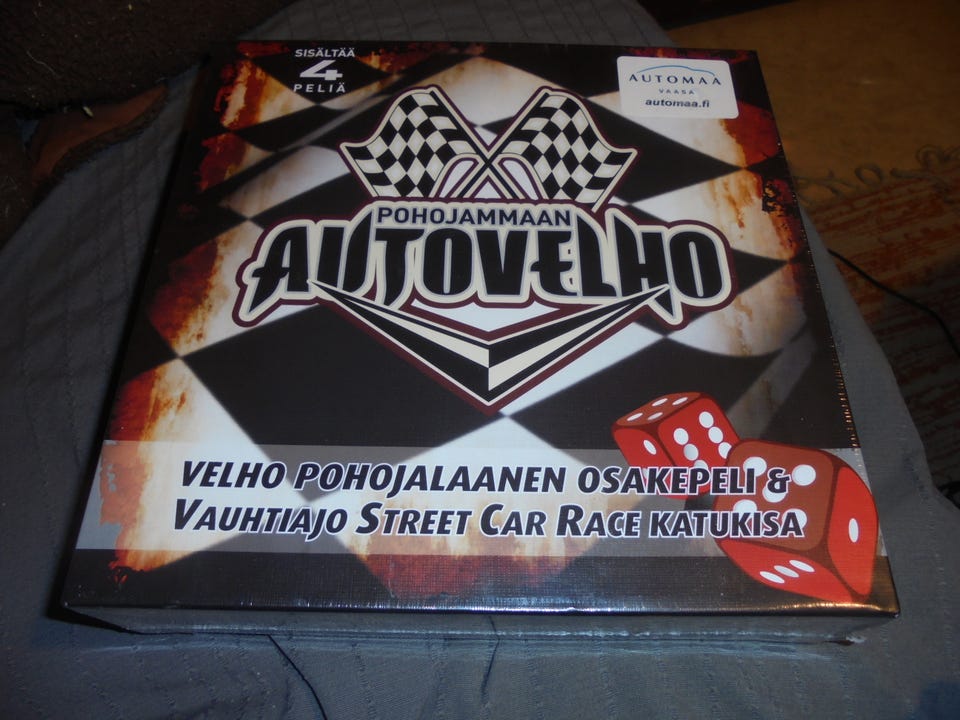 SISÄLTÄÄ
4
PELIÄ
AUTOMAA
VAASA
automaa.fi
POHOJAMMAAN
AUTOVELHO
VELHO POHOJALAANEN OSAKEPELI &
VAUHTIAJO STREET CAR RACE KATUKISA